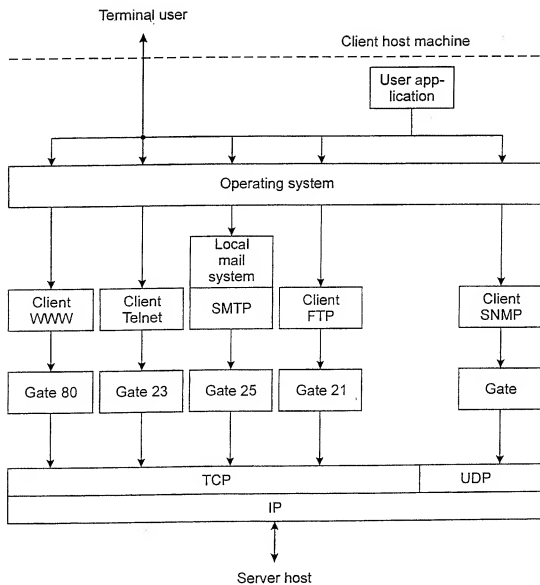 Terminal user
Client host machine
User app-
lication
Operating system
Local
mail
system
Client
WWW
Client
Telnet
SMTP
Client
FTP
Client
SNMP
Gate 80
Gate 23
Gate 25
Gate 21
Gate
TCP
UDP
IP
Server host